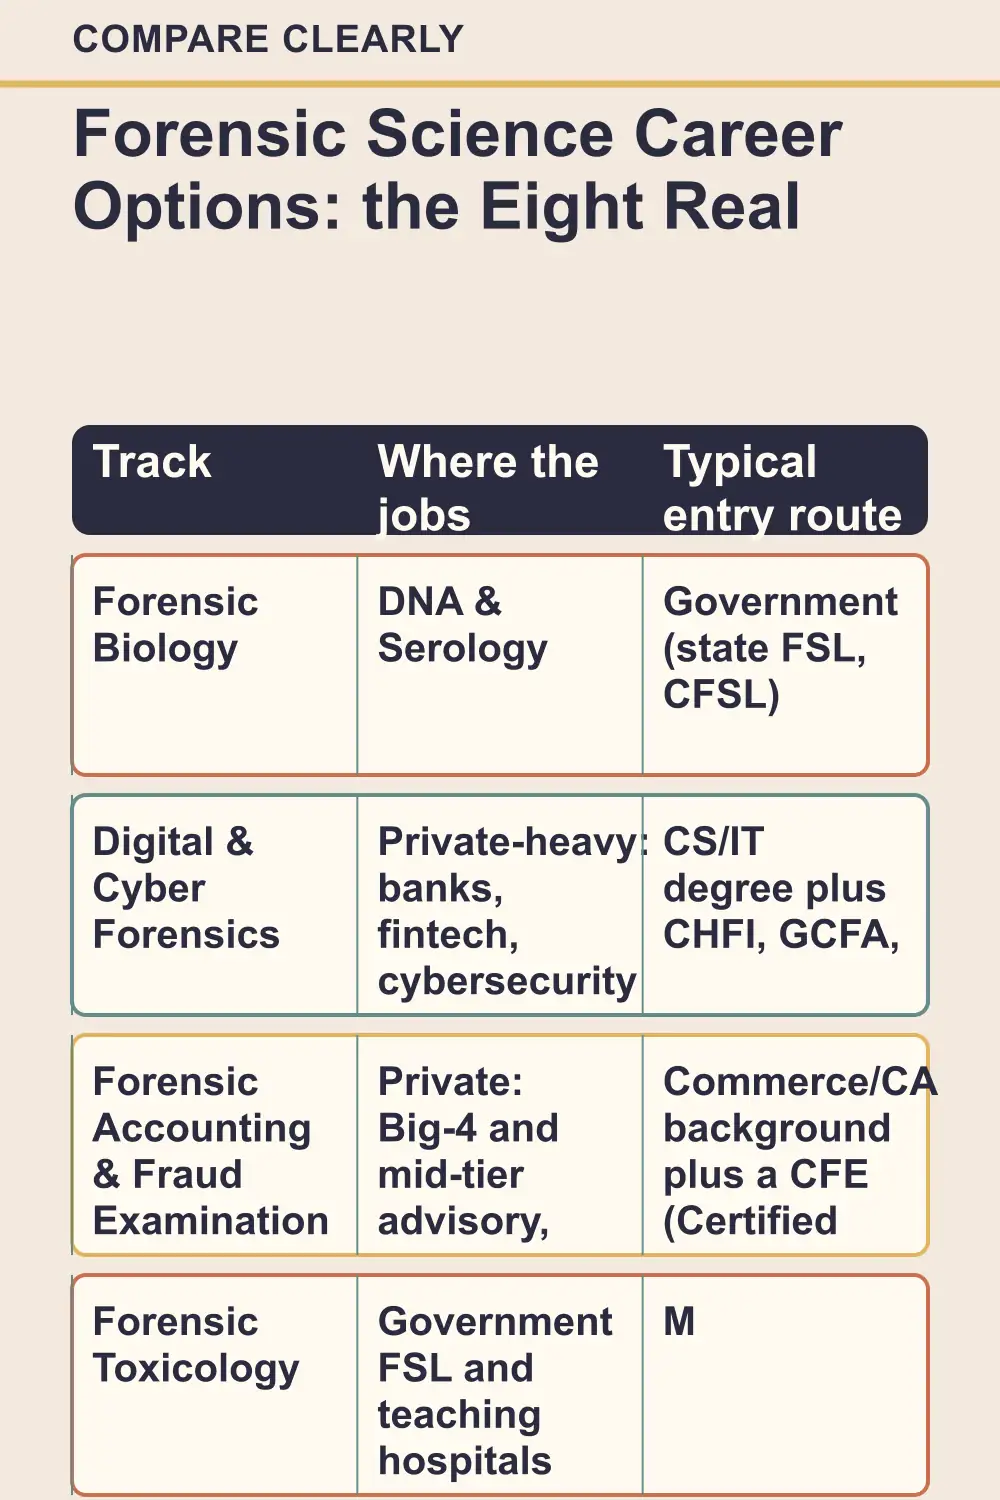 COMPARE CLEARLY
Forensic Science Career
Options: the Eight Real
Track
Where the
jobs
Typical
entry route
Forensic
Biology
DNA &
Serology
Government
(state FSL,
CFSL)
Digital &
Cyber
Forensics
Private-heavy:
banks,
fintech,
cybersecurity
CS/IT
degree plus
CHFI, GCFA,
Forensic
Accounting
& Fraud
Examination
Private:
Big-4 and
mid-tier
advisory,
Commerce/CA
background
plus a CFE
(Certified
Forensic
Toxicology
Government
FSL and
teaching
hospitals
M